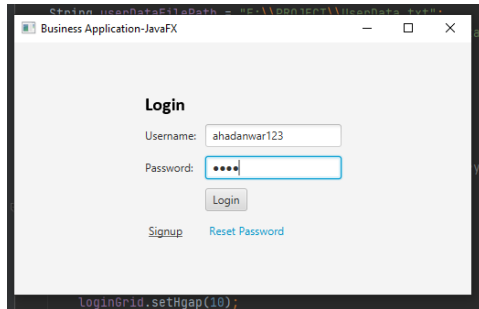 String userDataFilePath = "F:\\PROJECT\\UserData.txt";
Business Application-JavaFX
Login
Username: ahadanwar123
Password: ••••
Login
Signup Reset Password
loginGrid.setHgap(10);